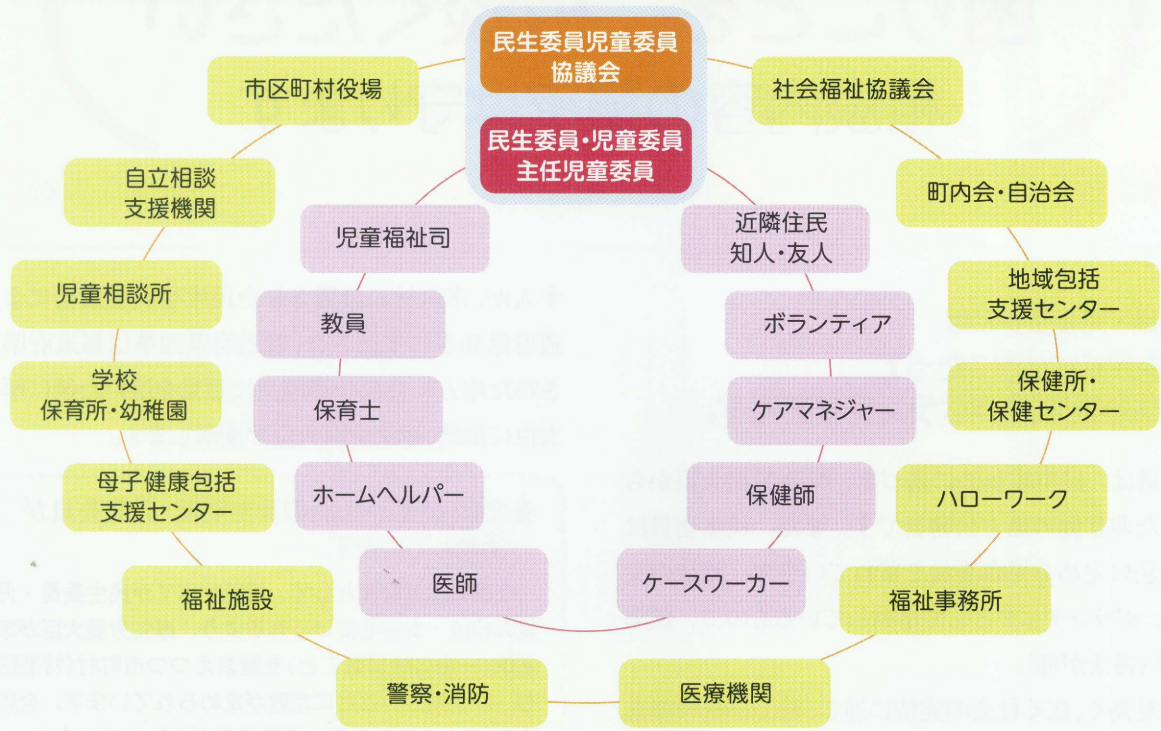 民生委員児童委員
協議会
民生委員・児童委員
主任児童委員
市区町村役場
社会福祉協議会
自立相談
支援機関
町内会・自治会
児童福祉司
近隣住民
知人・友人
児童相談所
地域包括
支援センター
教員
ボランティア
学校
保育所・幼稚園
保健所・
保健センター
保育士
ケアマネジャー
母子健康包括
支援センター
ホームヘルパー
保健師
ハローワーク
福祉施設
医師
ケースワーカー
福祉事務所
警察・消防
医療機関